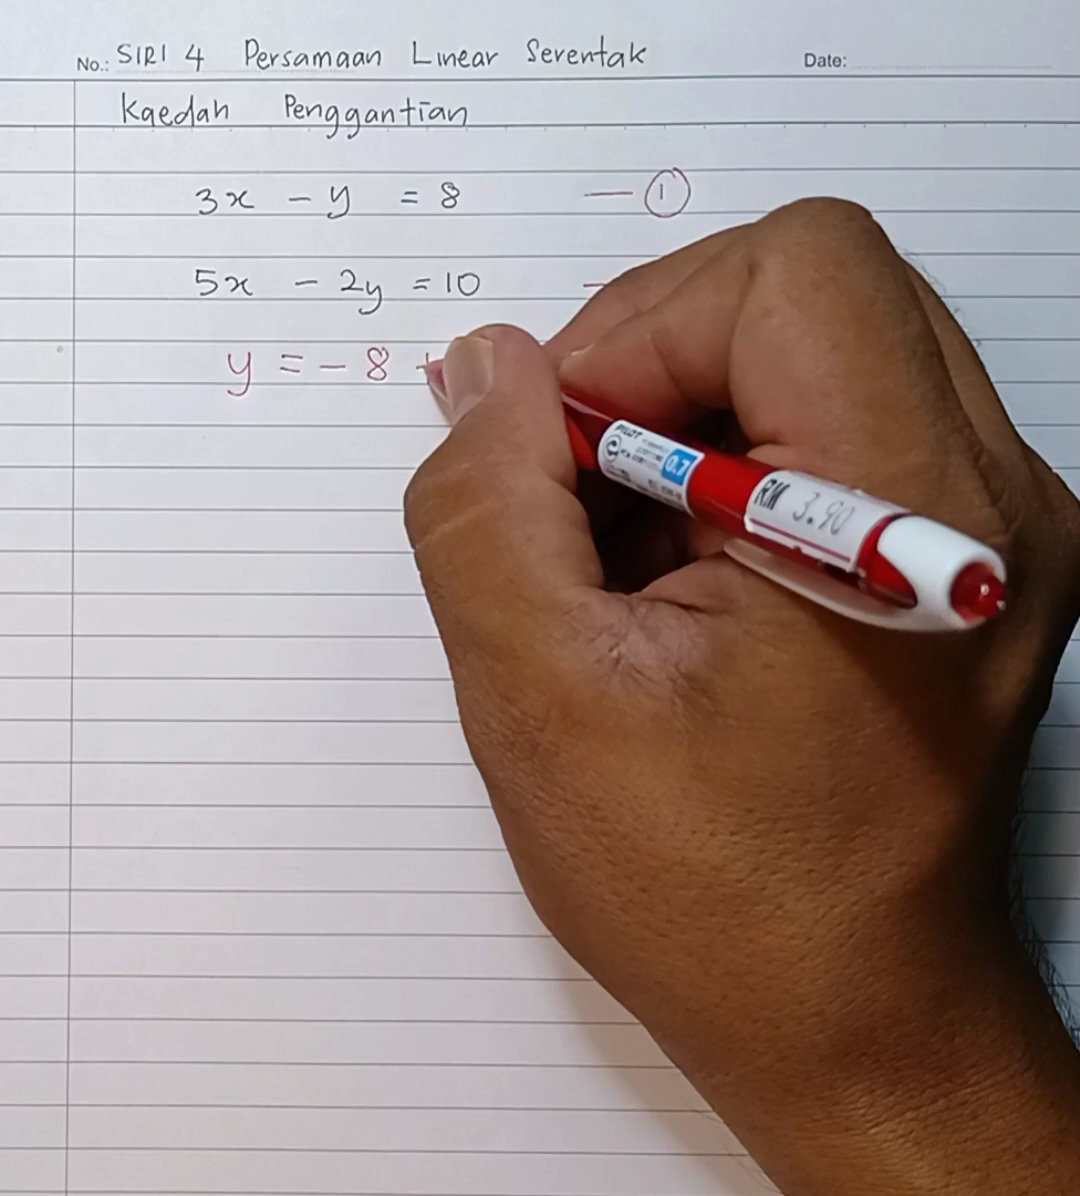 No.: SIRI 4 Persamaan Linear Serentak Date:
Kaedah Penggantian
3x - y = 8 — ①
5x - 2y = 10 —
y = - 8 +
PILOT
0.7
RM 3.90